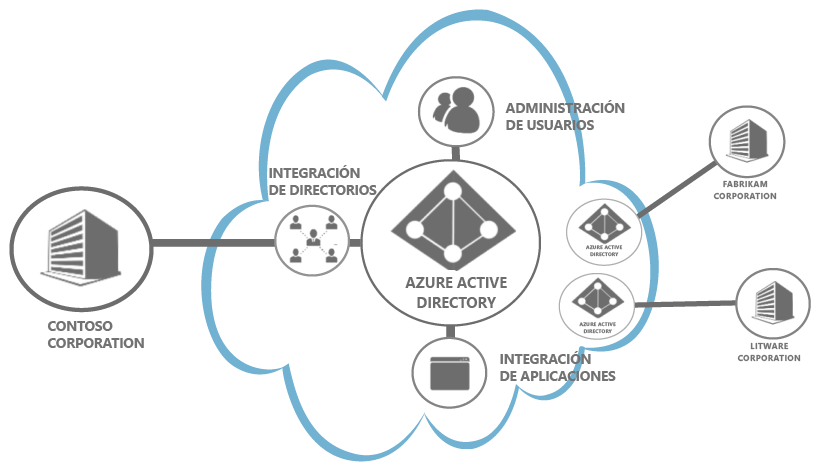 ADMINISTRACIÓN
DE USUARIOS
INTEGRACIÓN
DE DIRECTORIOS
FABRIKAM
CORPORATION
AZURE ACTIVE
DIRECTORY
AZURE ACTIVE
DIRECTORY
CONTOSO
CORPORATION
AZURE ACTIVE
DIRECTORY
LITWARE
CORPORATION
INTEGRACIÓN
DE APLICACIONES